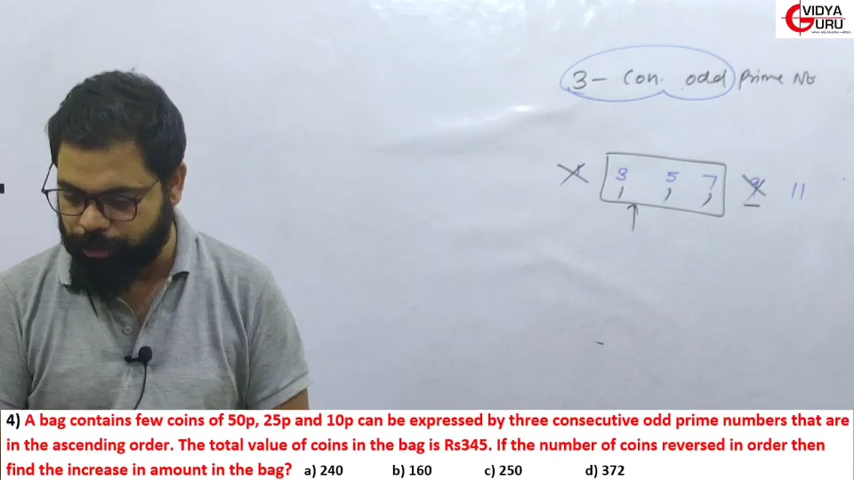 VIDYA
GURU
3 - Con. odd Prime No
1 3, 5, 7, 9 11
4) A bag contains few coins of 50p, 25p and 10p can be expressed by three consecutive odd prime numbers that are
in the ascending order. The total value of coins in the bag is Rs345. If the number of coins reversed in order then
find the increase in amount in the bag? a) 240 b) 160 c) 250 d) 372